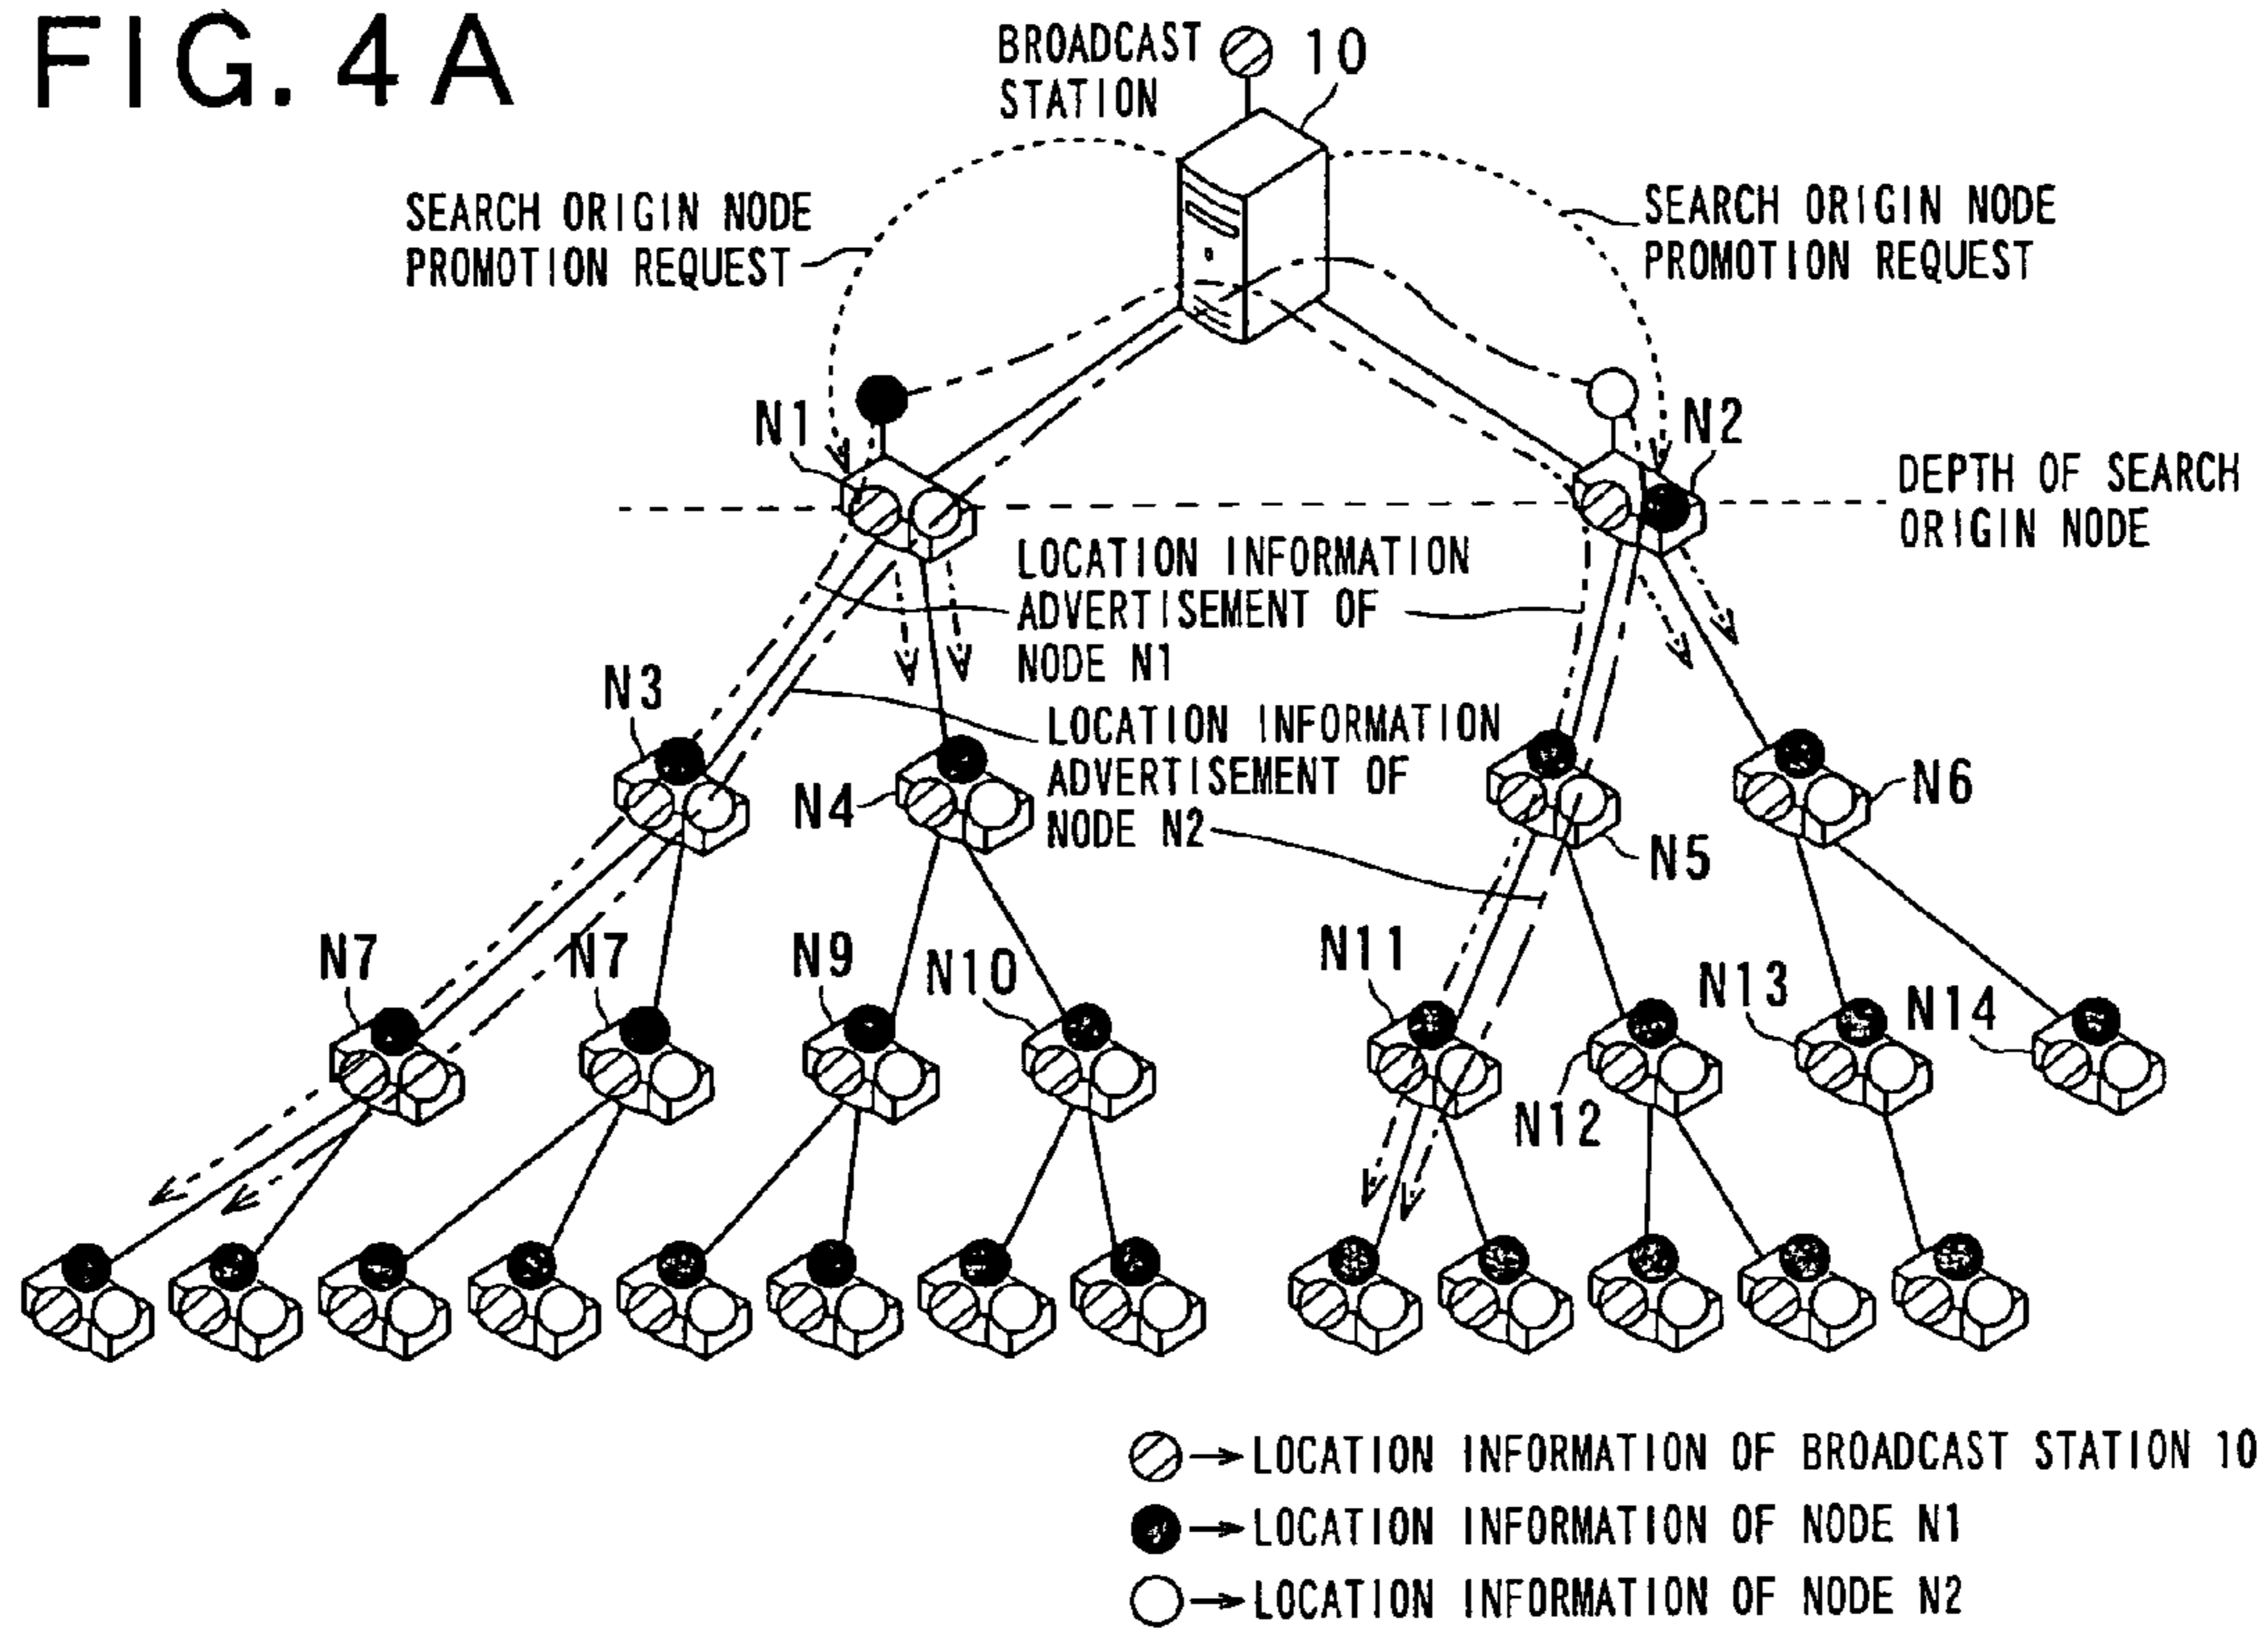 FIG. 4A
BROADCAST
STATION
10
SEARCH ORIGIN NODE
PROMOTION REQUEST
SEARCH ORIGIN NODE
PROMOTION REQUEST
N1
N2
DEPTH OF SEARCH
ORIGIN NODE
LOCATION INFORMATION
ADVERTISEMENT OF
NODE N1
N3
LOCATION INFORMATION
ADVERTISEMENT OF
NODE N2
N4
N5
N6
N7
N7
N9
N10
N11
N12
N13
N14
→LOCATION INFORMATION OF BROADCAST STATION 10
→LOCATION INFORMATION OF NODE N1
→LOCATION INFORMATION OF NODE N2